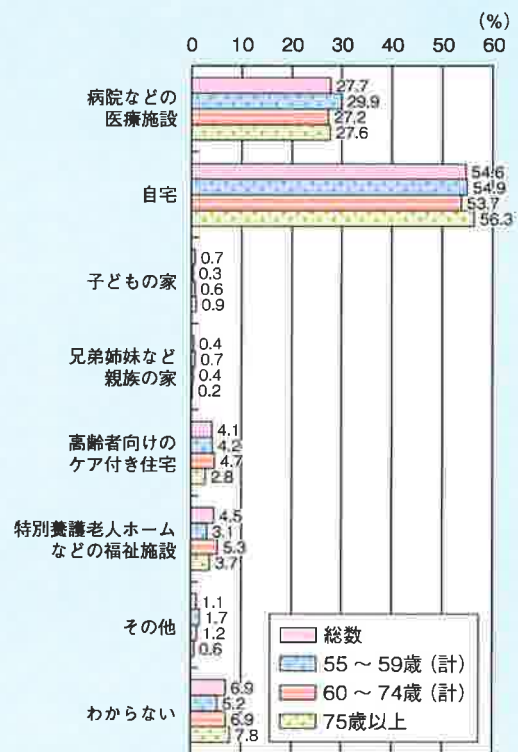 (%)
0 10 20 30 40 50 60
病院などの
医療施設
27.7
29.9
27.2
27.6
自宅
54.6
54.9
53.7
56.3
子どもの家
0.7
0.3
0.6
0.9
兄弟姉妹など
親族の家
0.4
0.7
0.4
0.2
高齢者向けの
ケア付き住宅
4.1
4.2
4.7
2.8
特別養護老人ホーム
などの福祉施設
4.5
3.1
5.3
3.7
その他
1.1
1.7
1.2
0.6
わからない
6.9
5.2
6.9
7.8
総数
55～59歳（計）
60～74歳（計）
75歳以上